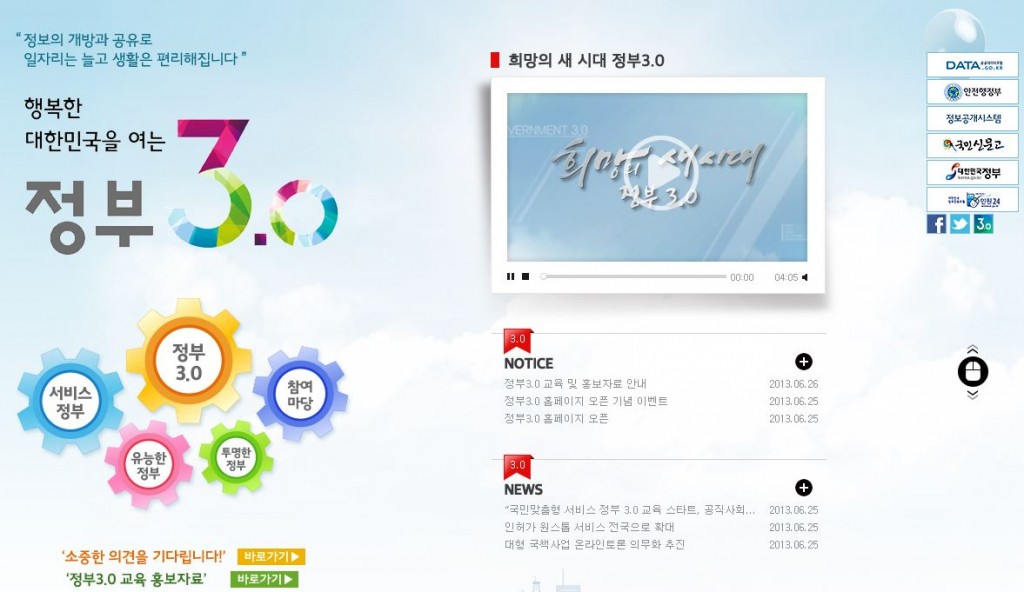 “ 정보의 개방과 공유로
일자리는 늘고 생활은 편리해집니다 ”
행복한
대한민국을 여는
정부 3.0
정부
3.0
서비스
정부
참여
마당
유능한
정부
투명한
정부
‘소중한 의견을 기다립니다!’ 바로가기▶
‘정부3.0 교육 홍보자료’ 바로가기▶
희망의 새 시대 정부3.0
VERNMENT 3.0
희망의 새시대
정부 3.0
00:00 04:05
3.0
NOTICE
정부3.0 교육 및 홍보자료 안내 2013.06.26
정부3.0 홈페이지 오픈 기념 이벤트 2013.06.25
정부3.0 홈페이지 오픈 2013.06.25
3.0
NEWS
“국민맞춤형 서비스 정부 3.0 교육 스타트, 공직사회... 2013.06.25
인허가 원스톱 서비스 전국으로 확대 2013.06.25
대형 국책사업 온라인토론 의무화 추진 2013.06.25
DATA
.GO.KR
안전행정부
정보공개시스템
국민신문고
대한민국정부
민원24
3.0